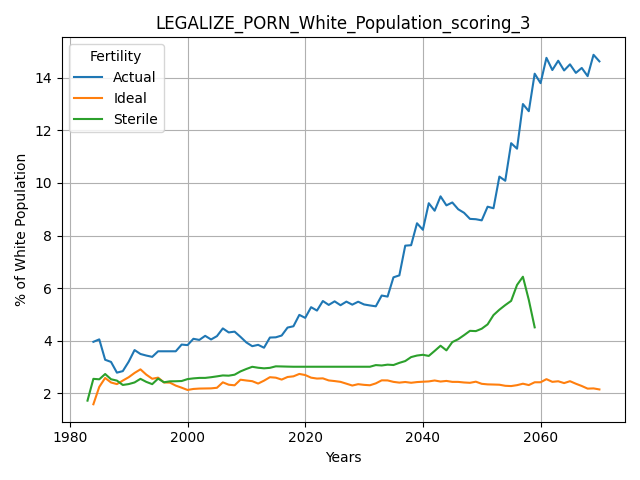 LEGALIZE_PORN_White_Population_scoring_3
Fertility
Actual
Ideal
Sterile
% of White Population
14
12
10
8
6
4
2
1980
2000
2020
2040
2060
Years